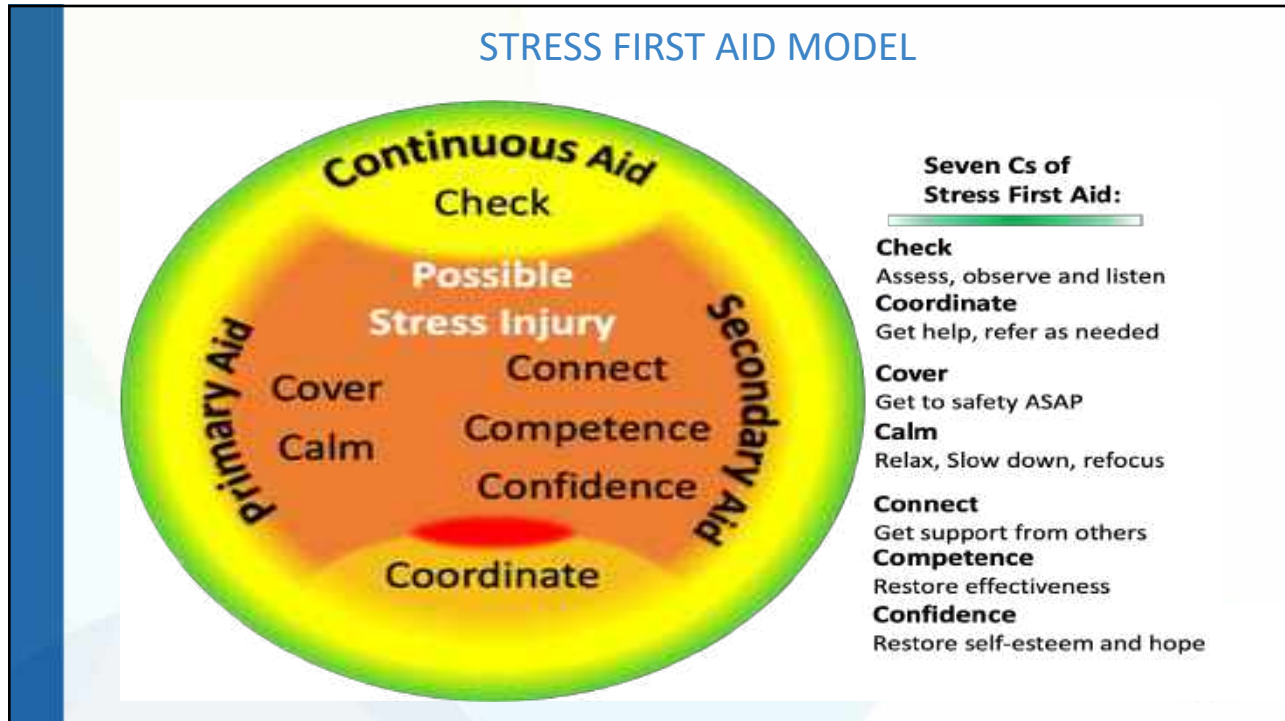 STRESS FIRST AID MODEL
Continuous Aid
Check
Possible
Stress Injury
Primary Aid
Cover
Calm
Connect
Competence
Confidence
Secondary Aid
Coordinate
Seven Cs of
Stress First Aid:
Check
Assess, observe and listen
Coordinate
Get help, refer as needed
Cover
Get to safety ASAP
Calm
Relax, Slow down, refocus
Connect
Get support from others
Competence
Restore effectiveness
Confidence
Restore self-esteem and hope